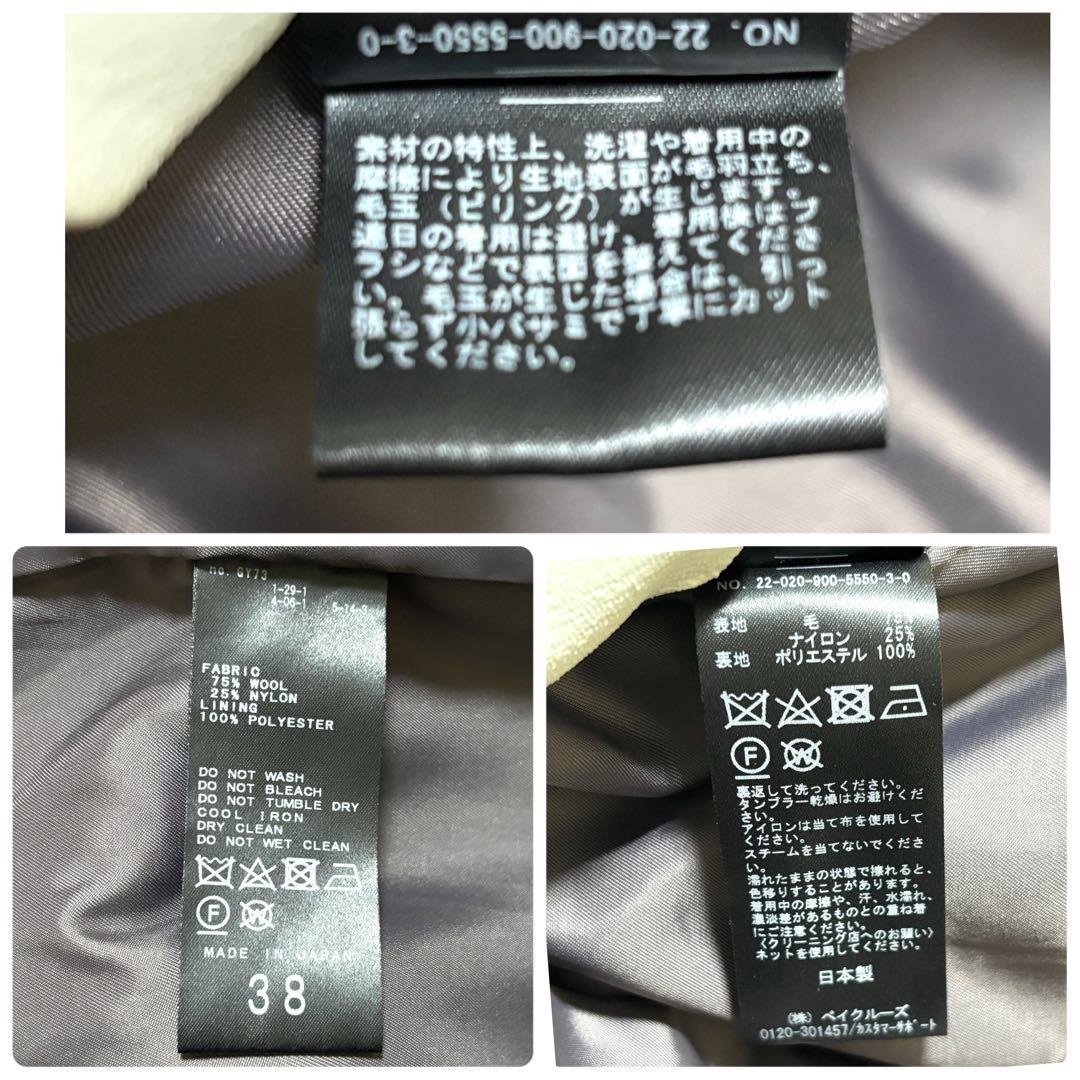 NO. 22-020-900-5550-3-0
素材の特性上、洗濯や着用中の
摩擦により生地表面が毛羽立ち、
毛玉（ピリング）が生じます。
連日の着用は避け、着用後はブ
ラシなどで表面を整えてくださ
い。毛玉が生じた場合は、引っ
張らず小バサミで丁寧にカット
してください。
no. GY73
1-29-1
4-06-1 5-14-3
FABRIC
75% WOOL
25% NYLON
LINING
100% POLYESTER
DO NOT WASH
DO NOT BLEACH
DO NOT TUMBLE DRY
COOL IRON
DRY CLEAN
DO NOT WET CLEAN
F
W
MADE IN JAPAN
38
NO. 22-020-900-5550-3-0
表地 毛 75%
ナイロン 25%
裏地 ポリエステル 100%
F
W
裏返して洗ってください。
タンブラー乾燥はお避けくだ
さい。
アイロンは当て布を使用して
ください。
スチームを当てないでくださ
い。
濡れたままの状態で擦れると、
色移りすることがあります。
着用中の摩擦や、汗、水濡れ、
濃淡差があるものとの重ね着
にご注意ください。
〈クリーニング店へのお願い〉
ネットを使用してください。
日本製
（株）ベイクルーズ
0120-301457/カスタマーサポート